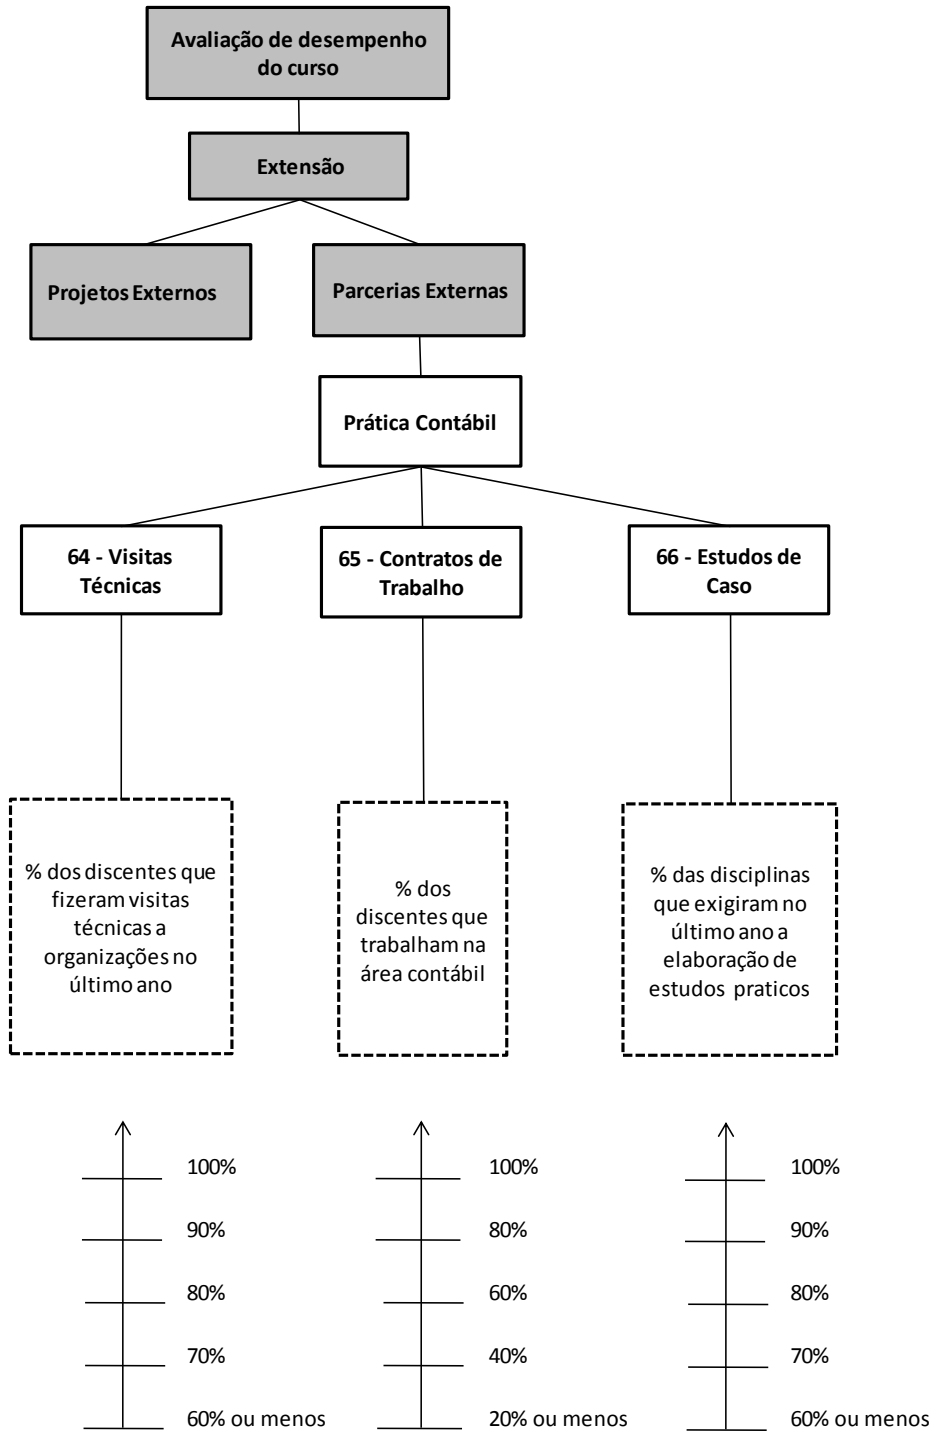 Avaliação de desempenho
do curso
Extensão
Projetos Externos
Parcerias Externas
Prática Contábil
64 - Visitas
Técnicas
65 - Contratos de
Trabalho
66 - Estudos de
Caso
% dos discentes que
fizeram visitas
técnicas a
organizações no
último ano
% dos
discentes que
trabalham na
área contábil
% das disciplinas
que exigiram no
último ano a
elaboração de
estudos praticos
100%
90%
80%
70%
60% ou menos
100%
80%
60%
40%
20% ou menos
100%
90%
80%
70%
60% ou menos